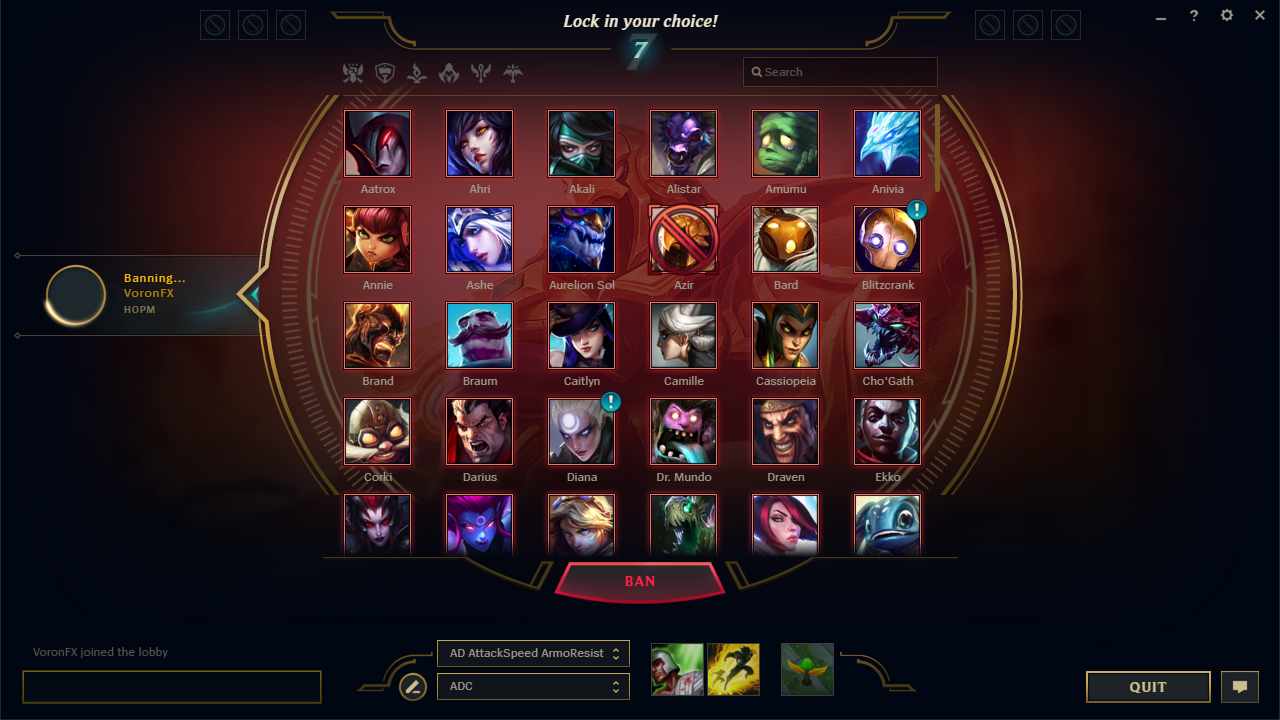 Lock in your choice!
7
?
Search
Aatrox
Ahri
Akali
Alistar
Amumu
Anivia
Annie
Ashe
Aurelion Sol
Azir
Bard
Blitzcrank
Banning...
VoronFX
HOPM
Brand
Braum
Caitlyn
Camille
Cassiopeia
Cho'Gath
Corki
Darius
Diana
Dr. Mundo
Draven
Ekko
BAN
VoronFX joined the lobby
AD AttackSpeed ArmoResist
ADC
QUIT